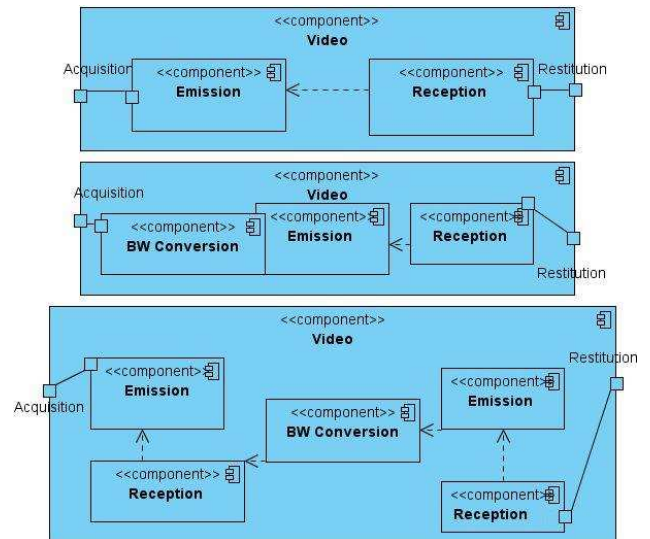 <<component>>
Video
Acquisition
<<component>>
Emission
<<component>>
Reception
Restitution
<<component>>
Video
Acquisition
<<component>>
BW Conversion
<<component>>
Emission
<<component>>
Reception
Restitution
<<component>>
Video
Acquisition
<<component>>
Emission
<<component>>
Reception
<<component>>
BW Conversion
<<component>>
Emission
<<component>>
Reception
Restitution